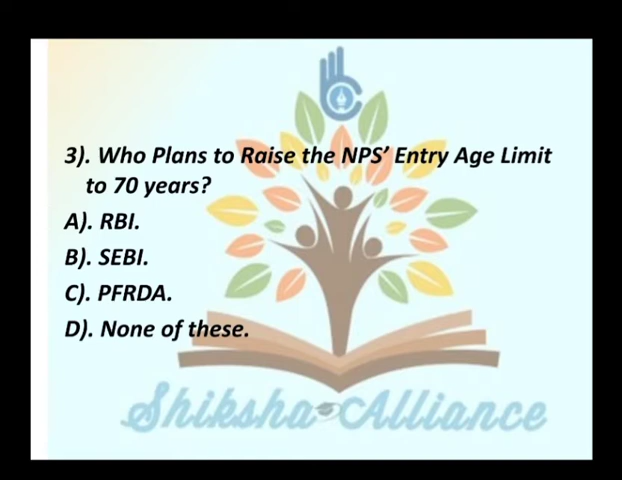 3). Who Plans to Raise the NPS’ Entry Age Limit
to 70 years?
A). RBI.
B). SEBI.
C). PFRDA.
D). None of these.
Shiksha Alliance